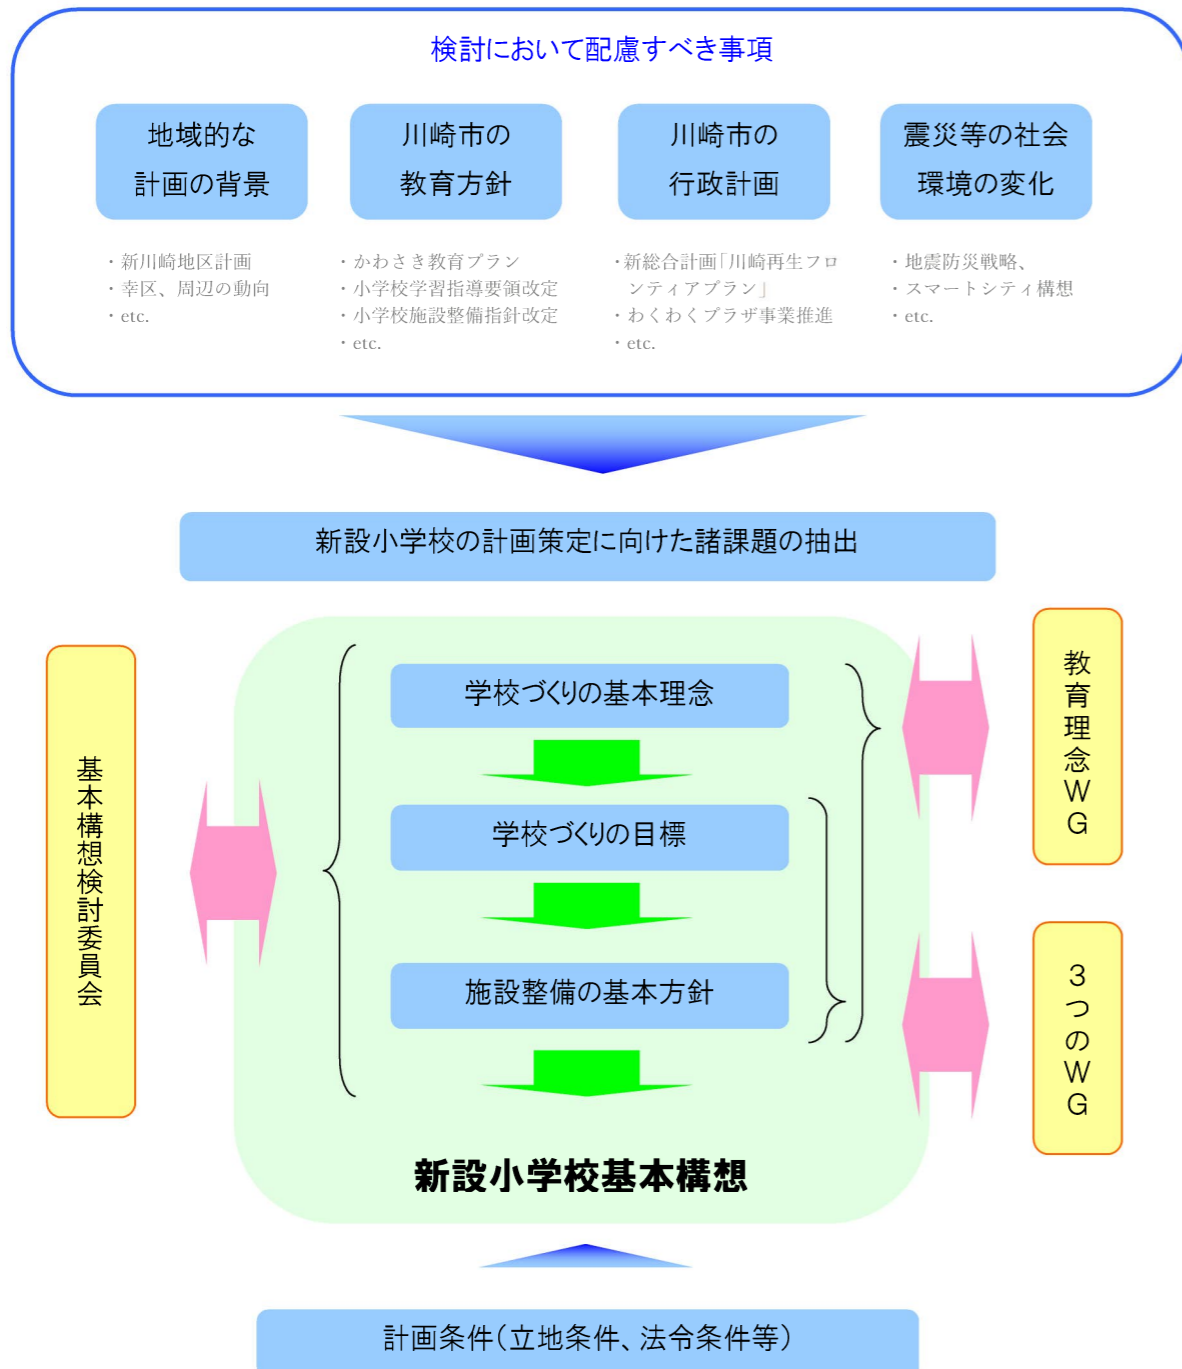 検討において配慮すべき事項
地域的な
計画の背景
川崎市の
教育方針
川崎市の
行政計画
震災等の社会
環境の変化
・新川崎地区計画
・幸区、周辺の動向
・etc.
・かわさき教育プラン
・小学校学習指導要領改定
・小学校施設整備指針改定
・etc.
・新総合計画「川崎再生フロ
ンティアプラン」
・わくわくプラザ事業推進
・etc.
・地震防災戦略、
・スマートシティ構想
・etc.
新設小学校の計画策定に向けた諸課題の抽出
基本構想検討委員会
学校づくりの基本理念
学校づくりの目標
施設整備の基本方針
新設小学校基本構想
教育理念WG
3つのWG
計画条件（立地条件、法令条件等）